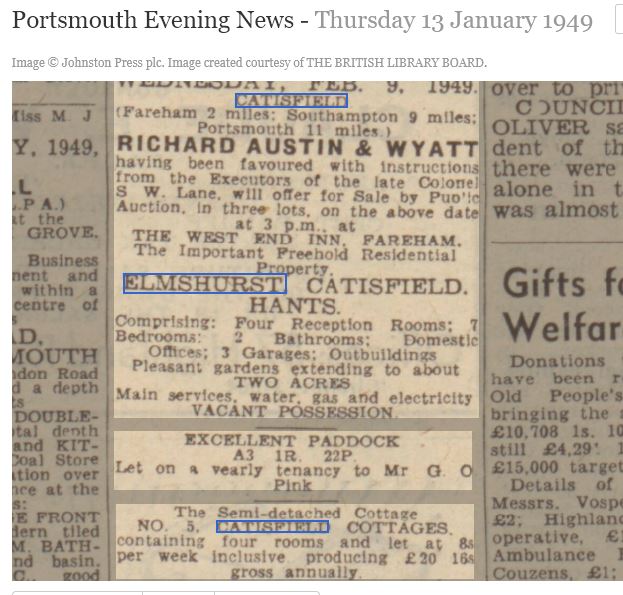 Portsmouth Evening News - Thursday 13 January 1949
Image © Johnston Press plc. Image created courtesy of THE BRITISH LIBRARY BOARD.
WEDNESDAY, FEB. 9, 1949.
CATISFIELD
(Fareham 2 miles; Southampton 9 miles;
Portsmouth 11 miles.)
RICHARD AUSTIN & WYATT
having been favoured with instructions
from the Executors of the late Colonel
S W. Lane, will offer for Sale by Public
Auction, in three lots, on the above date
at 3 p.m., at
THE WEST END INN, FAREHAM.
The Important Freehold Residential
Property.
ELMSHURST, CATISFIELD.
HANTS.
Comprising: Four Reception Rooms; 7
Bedrooms; 2 Bathrooms; Domestic
Offices; 3 Garages; Outbuildings
Pleasant gardens extending to about
TWO ACRES
Main services, water, gas and electricity
VACANT POSSESSION.
EXCELLENT PADDOCK
A3 1R. 22P.
Let on a yearly tenancy to Mr G. O
Pink
The Semi-detached Cottage
NO. 5, CATISFIELD COTTAGES.
containing four rooms and let at 8s
per week inclusive producing £20 16s
gross annually.
Miss M. J
Y, 1949,
L
L.P A.)
at the
GROVE.
Business
nent and
within a
centre of
AD,
MOUTH
ndon Road
d a depth
ts
DOUBLE-
tal depth
and KIT-
Coal Store
ation over
nce at the
s:
E FRONT
dern tiled
M. BATH-
nd basin.
C., good
over to pri
COUNCIL
OLIVER sa
dent of th
there were
alone in t
was almost
Gifts fo
Welfar
Donations
have been r
Old People's
bringing the
£10,708 1s. 10
still £4,29
£15,000 target
Details of
Messrs. Vospe
£2; Highlan
operative, £1
Ambulance
Couzens, £1;